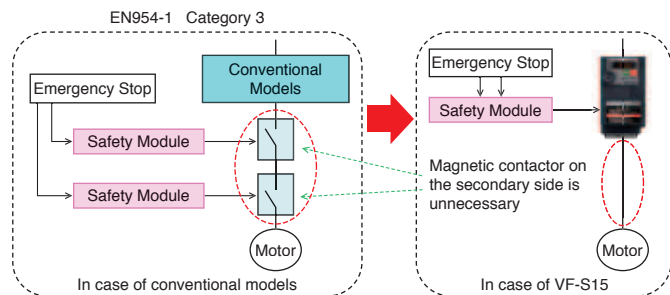 EN954-1 Category 3
Emergency Stop
Conventional
Models
Safety Module
Safety Module
Motor
In case of conventional models
Emergency Stop
Safety Module
Magnetic contactor on
the secondary side is
unnecessary
Motor
In case of VF-S15